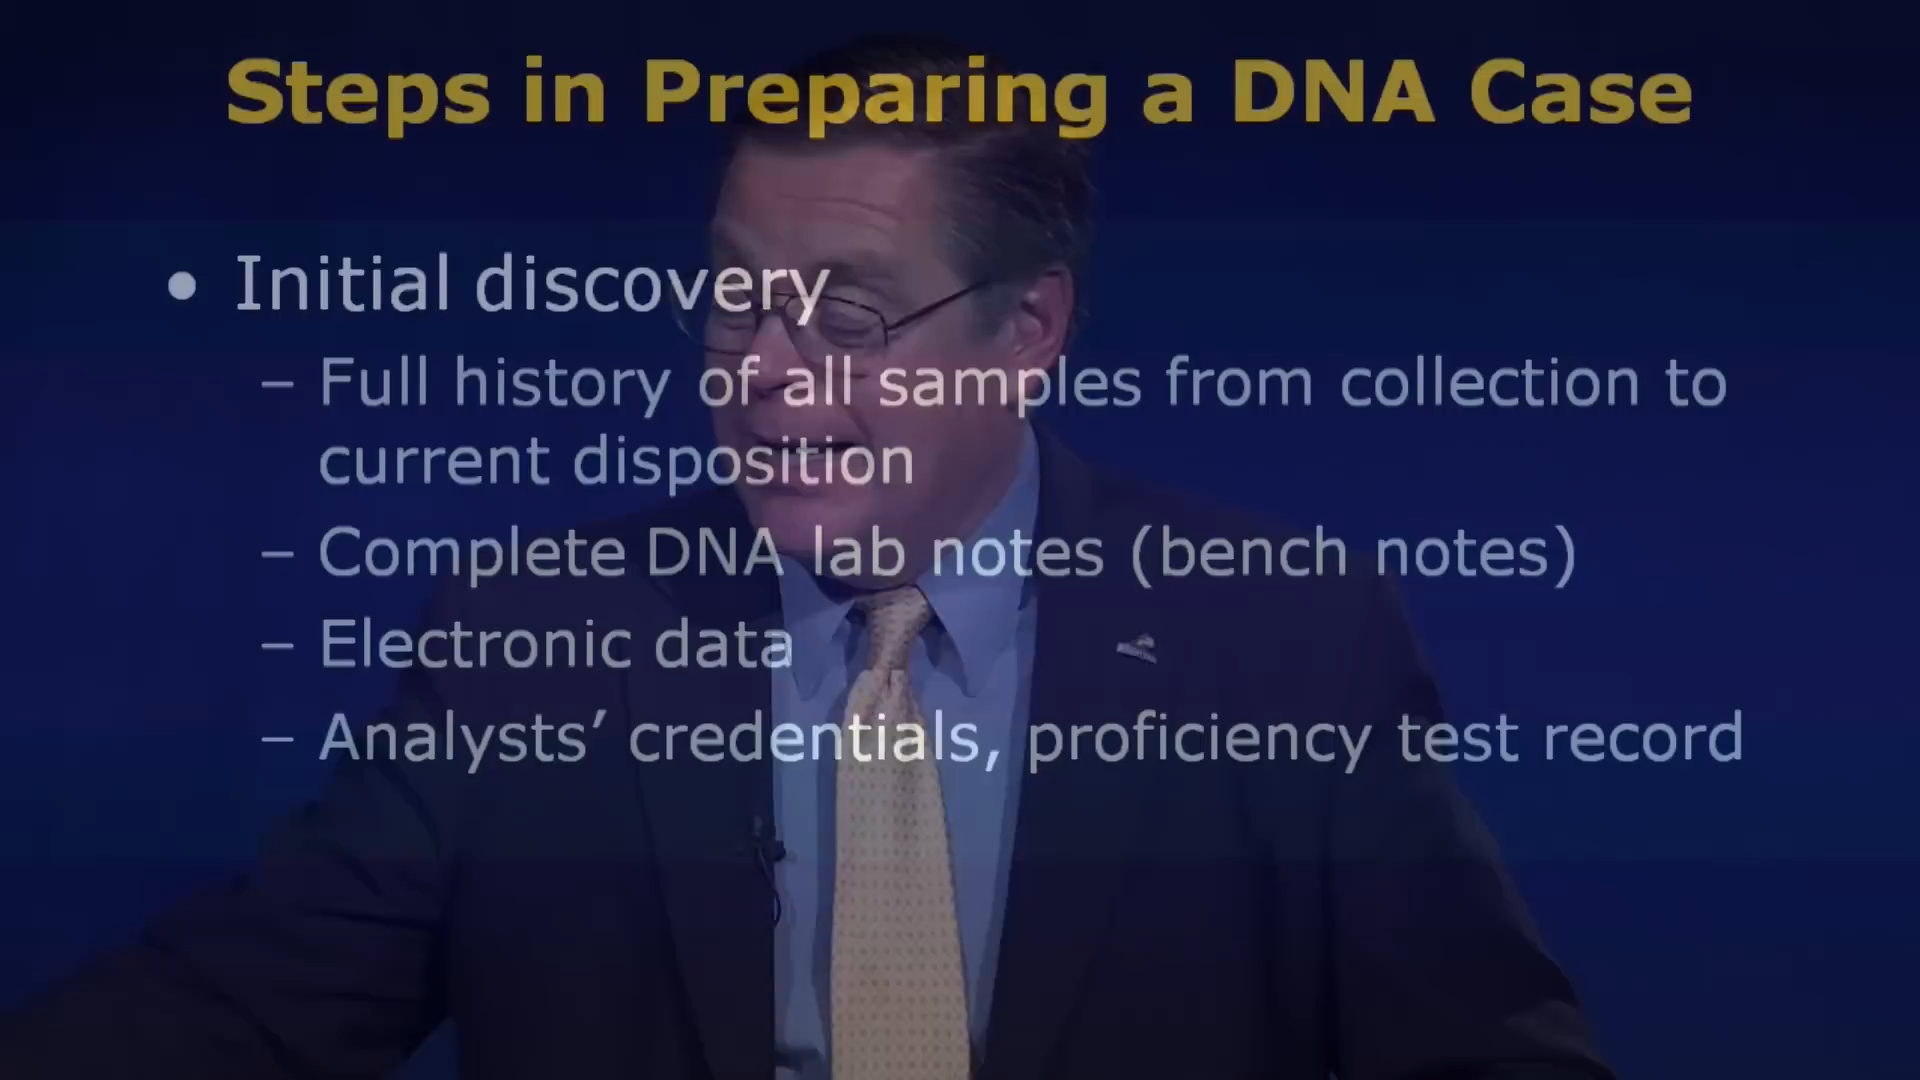 Steps in Preparing a DNA Case
• Initial discovery
– Full history of all samples from collection to
current disposition
– Complete DNA lab notes (bench notes)
– Electronic data
– Analysts’ credentials, proficiency test record